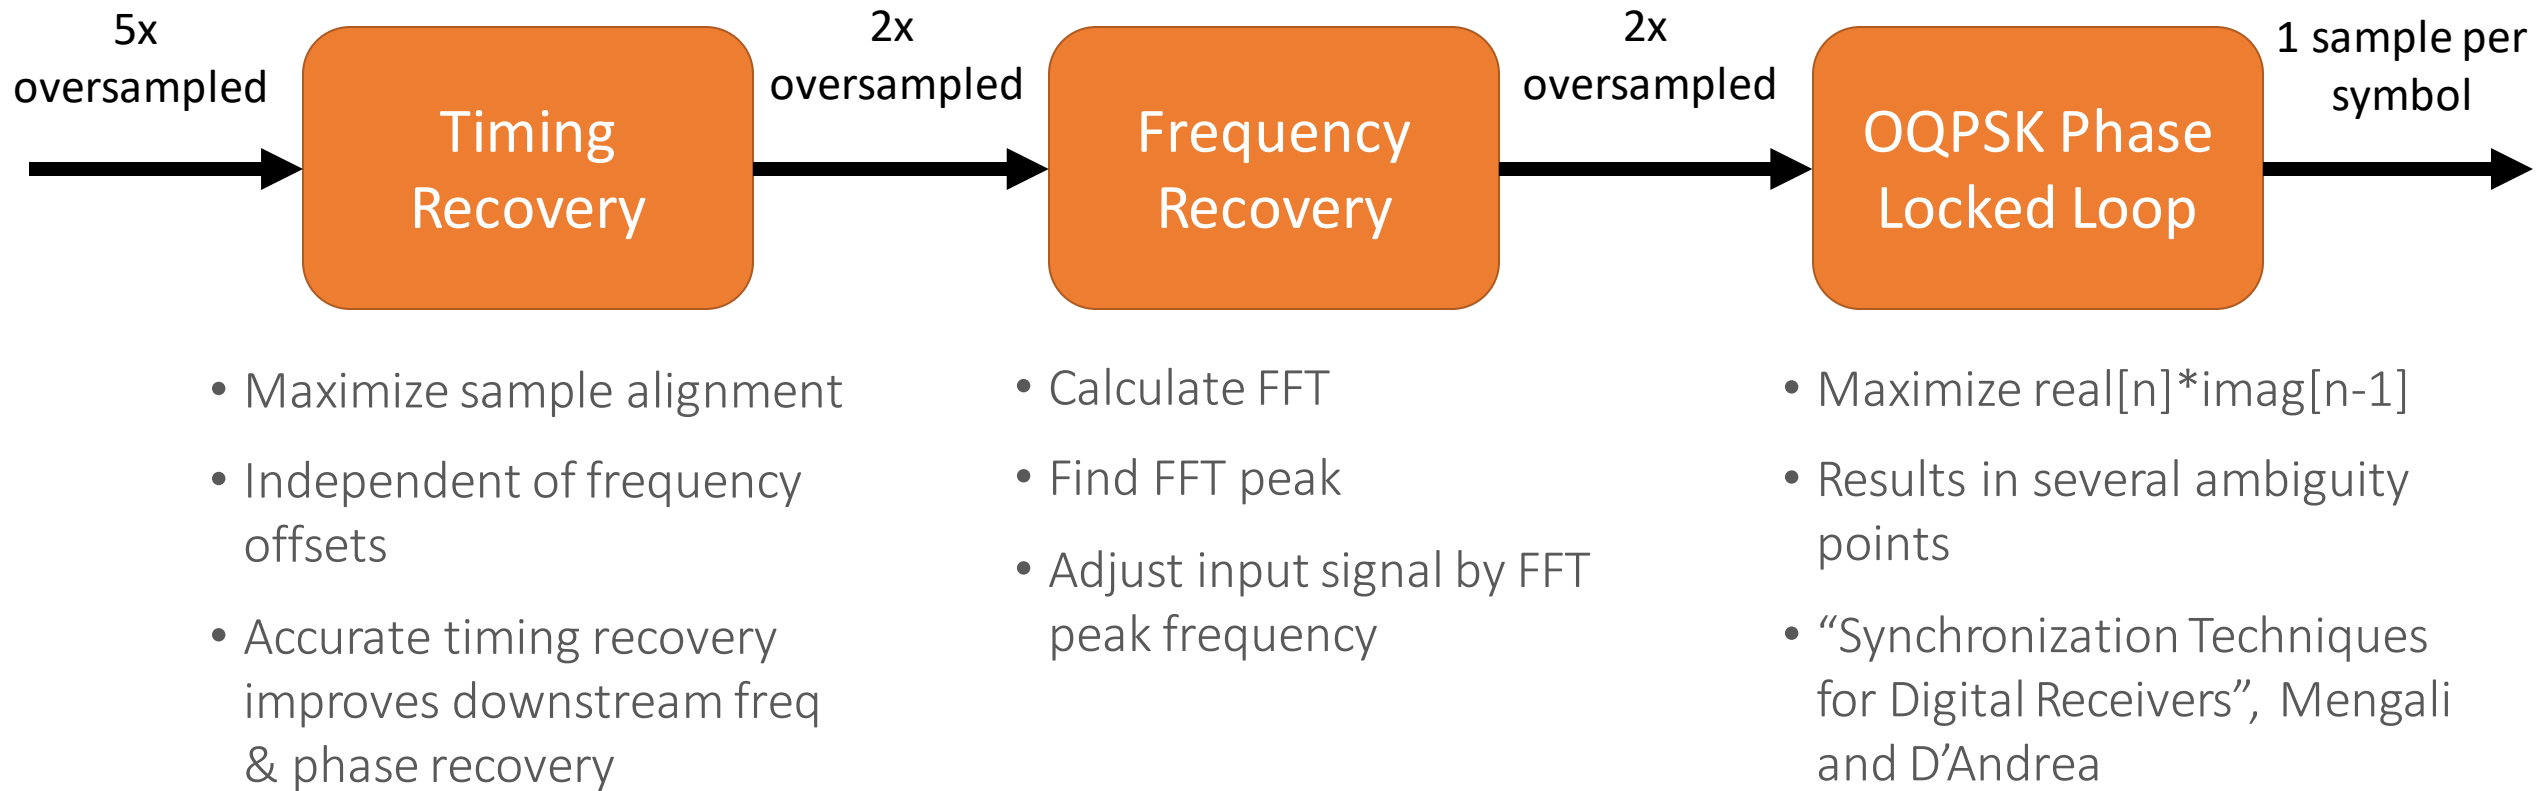 5x
oversampled
Timing
Recovery
2x
oversampled
Frequency
Recovery
2x
oversampled
OQPSK Phase
Locked Loop
1 sample per
symbol
• Maximize sample alignment
• Independent of frequency
offsets
• Accurate timing recovery
improves downstream freq
& phase recovery
• Calculate FFT
• Find FFT peak
• Adjust input signal by FFT
peak frequency
• Maximize real[n]*imag[n-1]
• Results in several ambiguity
points
• “Synchronization Techniques
for Digital Receivers”, Mengali
and D’Andrea